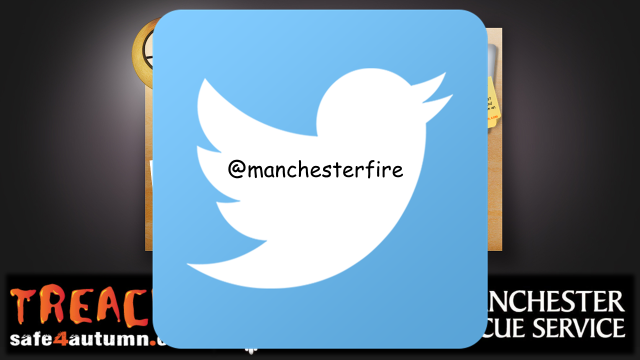 @manchesterfire
TREAC
NCHESTER
safe4autumn.c
CUE SERVICE